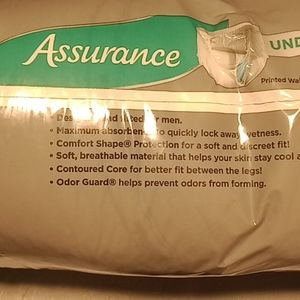 Assurance
UND
Printed Wai
• Des for men.
• Maximum absorbency to quickly lock away wetness.
• Comfort Shape® Protection for a soft and discreet fit!
• Soft, breathable material that helps your skin stay cool a
• Contoured Core for better fit between the legs!
• Odor Guard® helps prevent odors from forming.